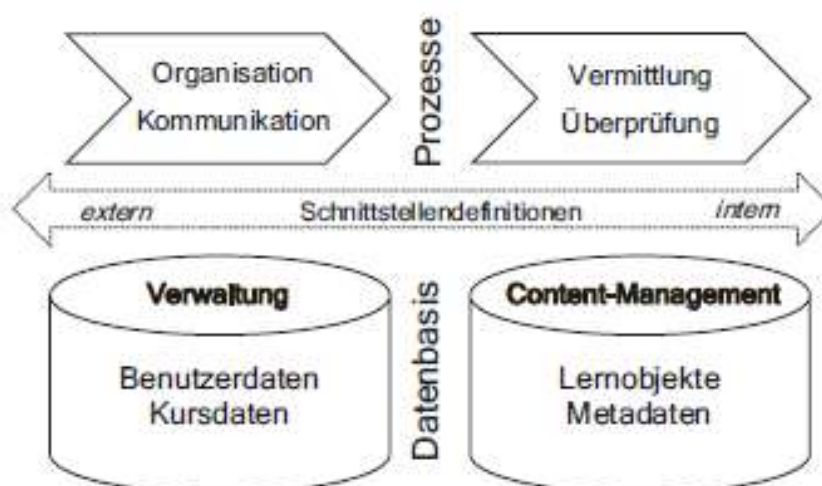 Organisation
Kommunikation
Prozesse
Vermittlung
Überprüfung
extern Schnittstellendefinitionen intern
Verwaltung
Benutzerdaten
Kursdaten
Datenbasis
Content-Management
Lernobjekte
Metadaten